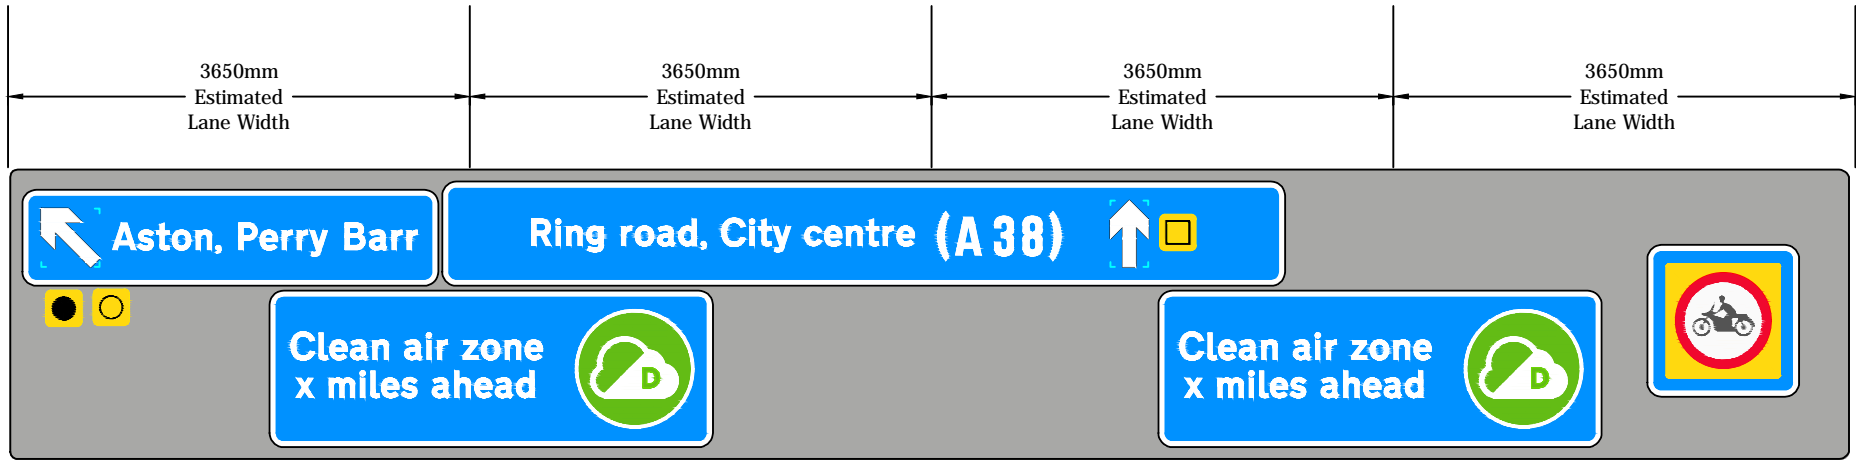 3650mm
Estimated
Lane Width
3650mm
Estimated
Lane Width
3650mm
Estimated
Lane Width
3650mm
Estimated
Lane Width
Aston, Perry Barr
Ring road, City centre (A 38)
Clean air zone
x miles ahead
D
Clean air zone
x miles ahead
D